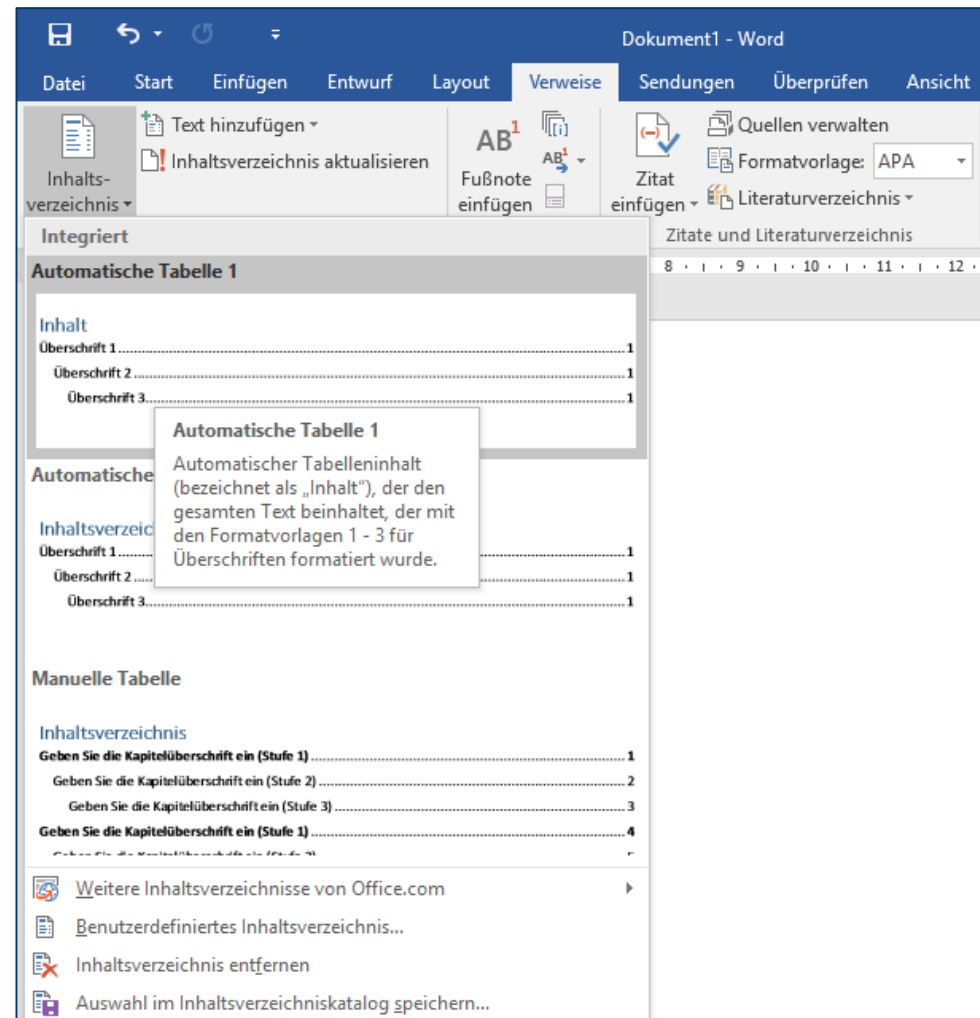 Dokument1 - Word
Datei Start Einfügen Entwurf Layout Verweise Sendungen Überprüfen Ansicht
Inhalts-
verzeichnis
Text hinzufügen
Inhaltsverzeichnis aktualisieren
AB1
Fußnote
einfügen
[i]
AB1
Zitat
einfügen
Quellen verwalten
Formatvorlage: APA
Literaturverzeichnis
Zitate und Literaturverzeichnis
8 9 10 11 12
Integriert
Automatische Tabelle 1
Inhalt
Überschrift 1 1
Überschrift 2 1
Überschrift 3 1
Automatische Tabelle 1
Automatischer Tabelleninhalt
(bezeichnet als „Inhalt“), der den
gesamten Text beinhaltet, der mit
den Formatvorlagen 1 - 3 für
Überschriften formatiert wurde.
Automatische
Inhaltsverzeic
Überschrift 1 1
Überschrift 2 1
Überschrift 3 1
Manuelle Tabelle
Inhaltsverzeichnis
Geben Sie die Kapitelüberschrift ein (Stufe 1) 1
Geben Sie die Kapitelüberschrift ein (Stufe 2) 2
Geben Sie die Kapitelüberschrift ein (Stufe 3) 3
Geben Sie die Kapitelüberschrift ein (Stufe 1) 4
Weitere Inhaltsverzeichnisse von Office.com
Benutzerdefiniertes Inhaltsverzeichnis...
Inhaltsverzeichnis entfernen
Auswahl im Inhaltsverzeichniskatalog speichern...